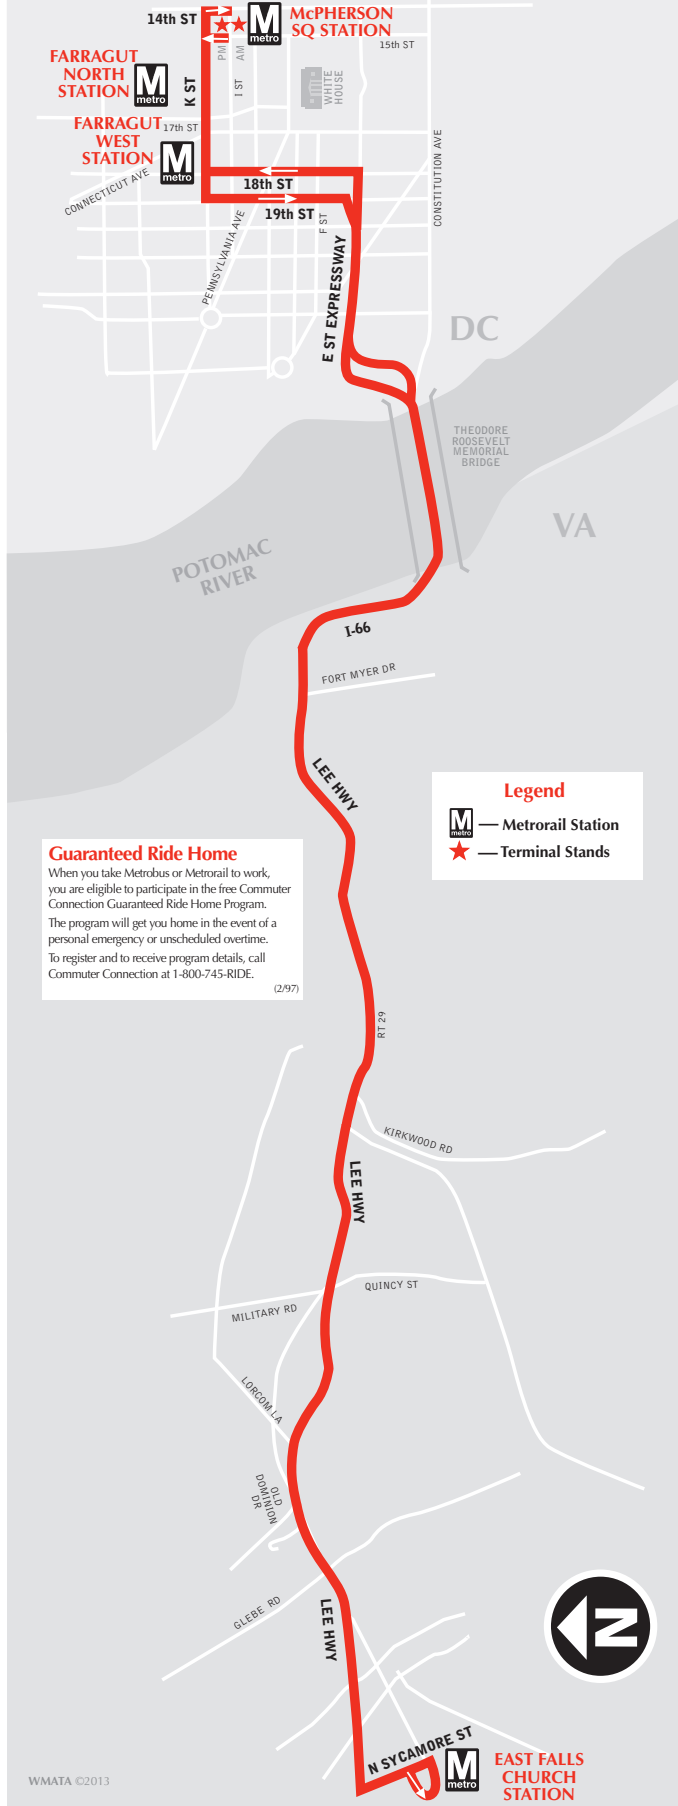 14th ST
M
metro
McPHERSON
SQ STATION
15th ST
PM
AM
FARRAGUT
NORTH
STATION
M
metro
K ST
I ST
WHITE
HOUSE
FARRAGUT
WEST
STATION
17th ST
M
metro
CONNECTICUT AVE
18th ST
19th ST
CONSTITUTION AVE
PENNSYLVANIA AVE
F ST
E ST EXPRESSWAY
DC
THEODORE
ROOSEVELT
MEMORIAL
BRIDGE
VA
POTOMAC
RIVER
I-66
FORT MYER DR
LEE HWY
Legend
M
metro
— Metrorail Station
— Terminal Stands
Guaranteed Ride Home
When you take Metrobus or Metrorail to work,
you are eligible to participate in the free Commuter
Connection Guaranteed Ride Home Program.
The program will get you home in the event of a
personal emergency or unscheduled overtime.
To register and to receive program details, call
Commuter Connection at 1-800-745-RIDE.
(2/97)
RT 29
KIRKWOOD RD
LEE HWY
QUINCY ST
MILITARY RD
LORCOM LA
OLD
DOMINION
DR
GLEBE RD
LEE HWY
N
N SYCAMORE ST
M
metro
EAST FALLS
CHURCH
STATION
WMATA ©2013